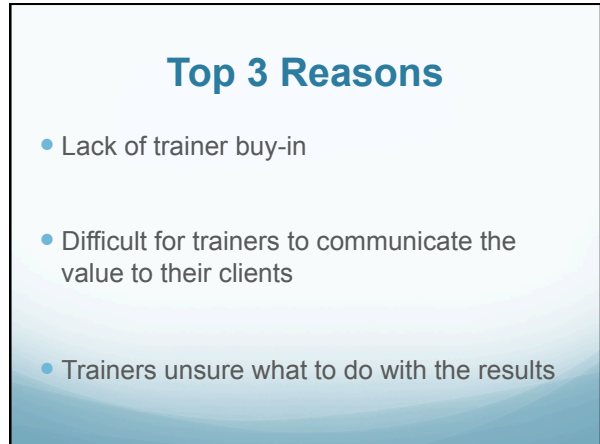 Top 3 Reasons
• Lack of trainer buy-in
• Difficult for trainers to communicate the
value to their clients
• Trainers unsure what to do with the results